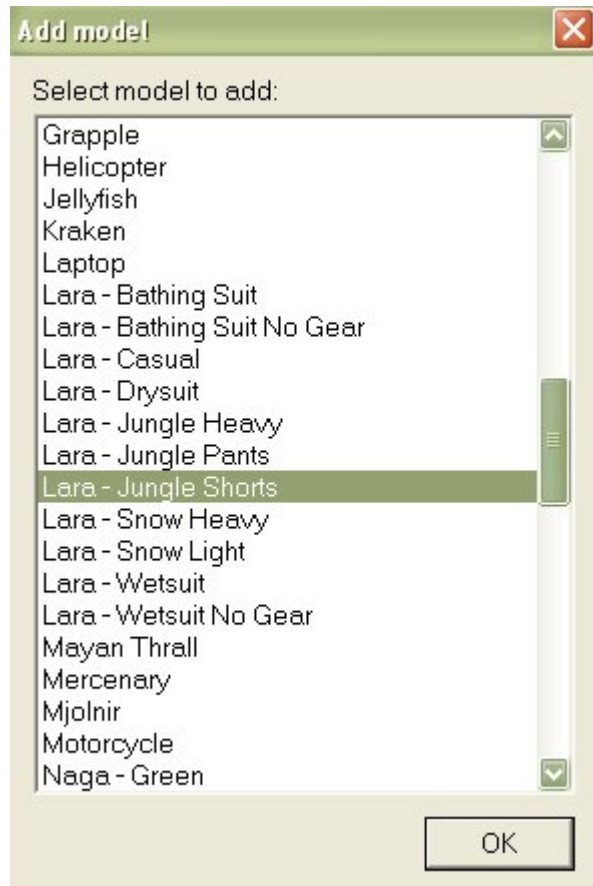 Add model
Select model to add:
Grapple
Helicopter
Jellyfish
Kraken
Laptop
Lara - Bathing Suit
Lara - Bathing Suit No Gear
Lara - Casual
Lara - Drysuit
Lara - Jungle Heavy
Lara - Jungle Pants
Lara - Jungle Shorts
Lara - Snow Heavy
Lara - Snow Light
Lara - Wetsuit
Lara - Wetsuit No Gear
Mayan Thrall
Mercenary
Mjolnir
Motorcycle
Naga - Green
OK